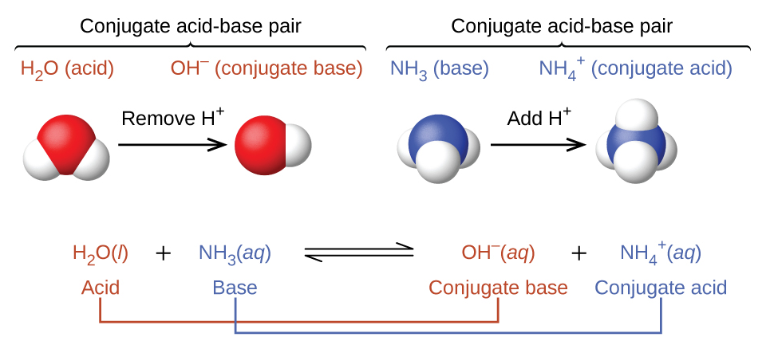 Conjugate acid-base pair Conjugate acid-base pair
H₂O (acid) OH⁻ (conjugate base) NH₃ (base) NH₄⁺ (conjugate acid)
Remove H⁺ Add H⁺
H₂O(l) + NH₃(aq) ⇌ OH⁻(aq) + NH₄⁺(aq)
Acid Base Conjugate base Conjugate acid